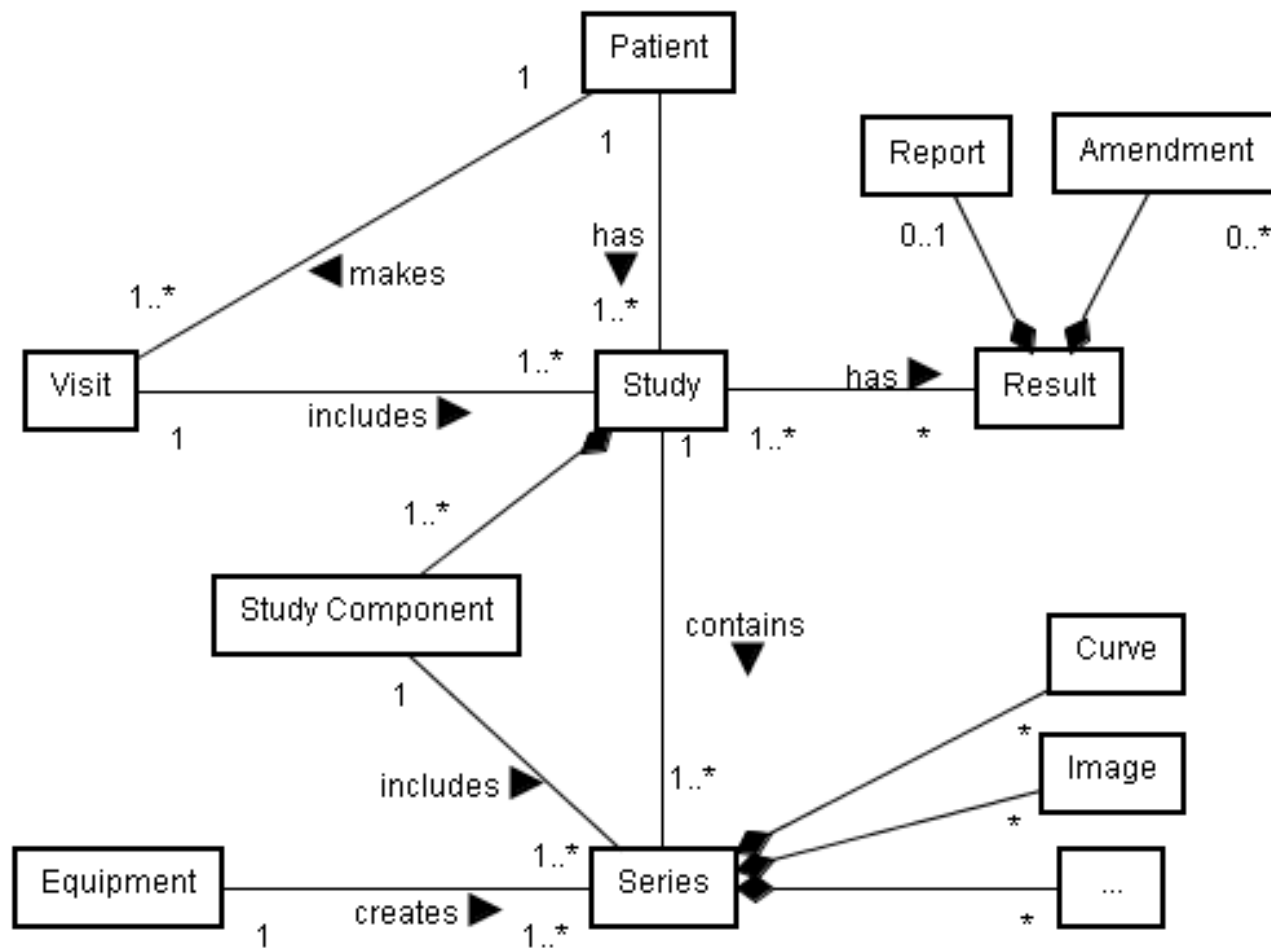 Patient
1
1
Report
Amendment
has
0..1
0..*
makes
1..*
1..*
Visit
1..*
Study
has
Result
includes
1
1
1..*
*
1..*
Study Component
contains
Curve
1
*
Image
includes
1..*
*
1..*
Equipment
Series
...
creates
1
1..*
*